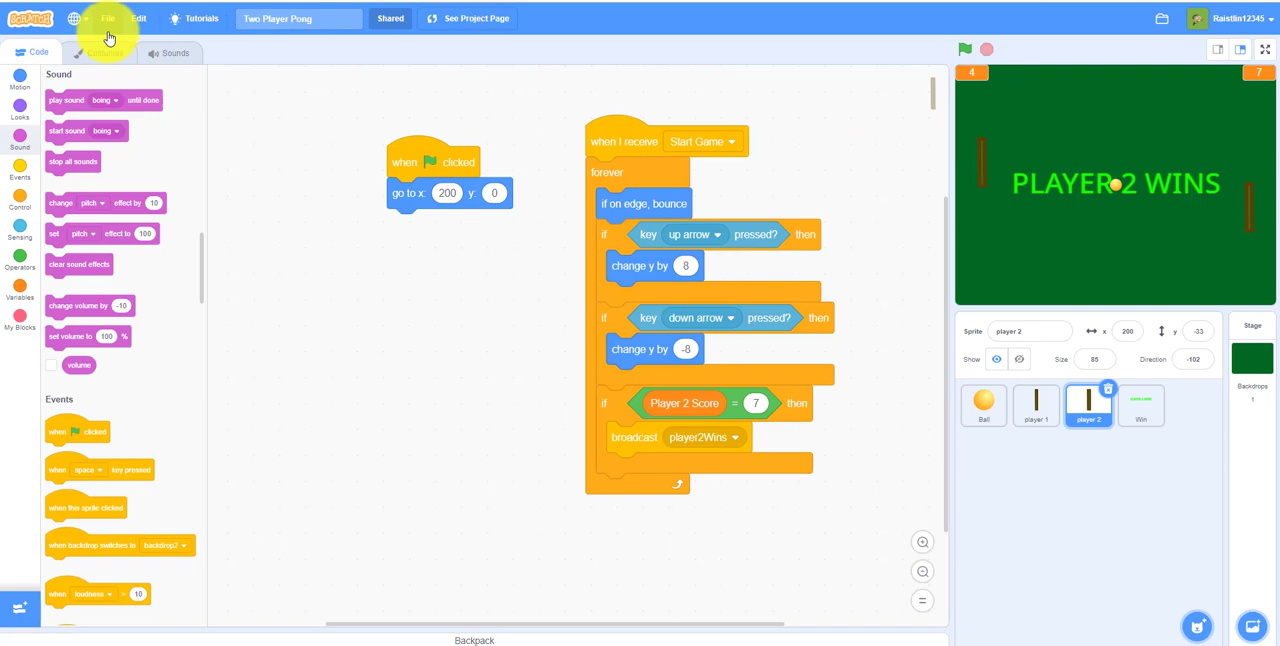 SCRATCH File Edit Tutorials Two Player Pong Shared See Project Page Raistlin12345
Code Costumes Sounds
Motion
Looks
Sound
Events
Control
Sensing
Operators
Variables
My Blocks
Sound
play sound boing until done
start sound boing
stop all sounds
change pitch effect by 10
set pitch effect to 100
clear sound effects
change volume by -10
set volume to 100 %
volume
Events
when clicked
when space key pressed
when this sprite clicked
when backdrop switches to backdrop2
when loudness > 10
when clicked
go to x: 200 y: 0
when I receive Start Game
forever
if on edge, bounce
if key up arrow pressed? then
change y by 8
if key down arrow pressed? then
change y by -8
if Player 2 Score = 7 then
broadcast player2Wins
4 7
PLAYER 2 WINS
Sprite player 2 x 200 y -33
Show Size 85 Direction -102
Ball player 1 player 2 Win
Stage
Backdrops
1
Backpack